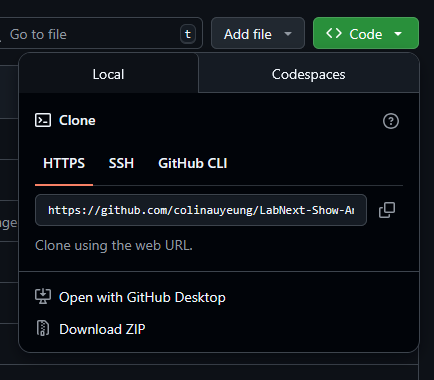 Go to file
t
Add file
Code
Local
Codespaces
Clone
HTTPS
SSH
GitHub CLI
https://github.com/colinauyeung/LabNext-Show-A
Clone using the web URL.
Open with GitHub Desktop
Download ZIP